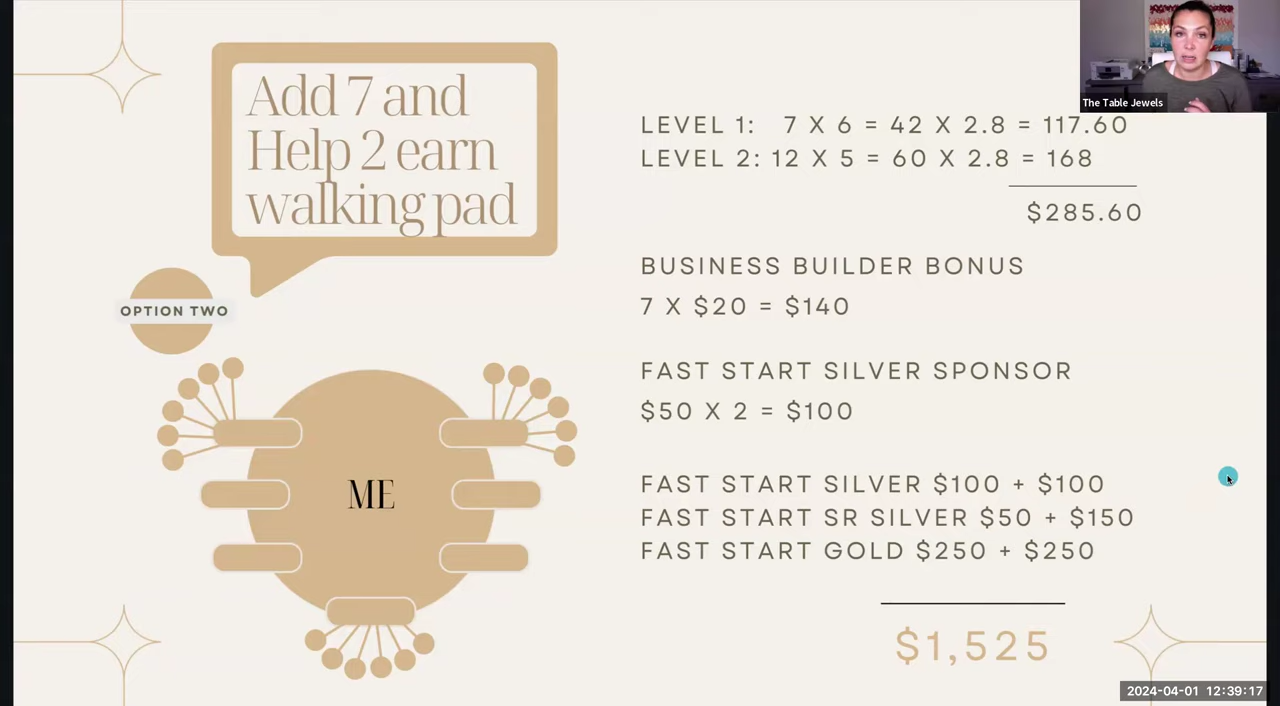 The Table Jewels
Add 7 and
Help 2 earn
walking pad
OPTION TWO
ME
LEVEL 1: 7 X 6 = 42 X 2.8 = 117.60
LEVEL 2: 12 X 5 = 60 X 2.8 = 168
$285.60
BUSINESS BUILDER BONUS
7 X $20 = $140
FAST START SILVER SPONSOR
$50 X 2 = $100
FAST START SILVER $100 + $100
FAST START SR SILVER $50 + $150
FAST START GOLD $250 + $250
$1,525
2024-04-01 12:39:17